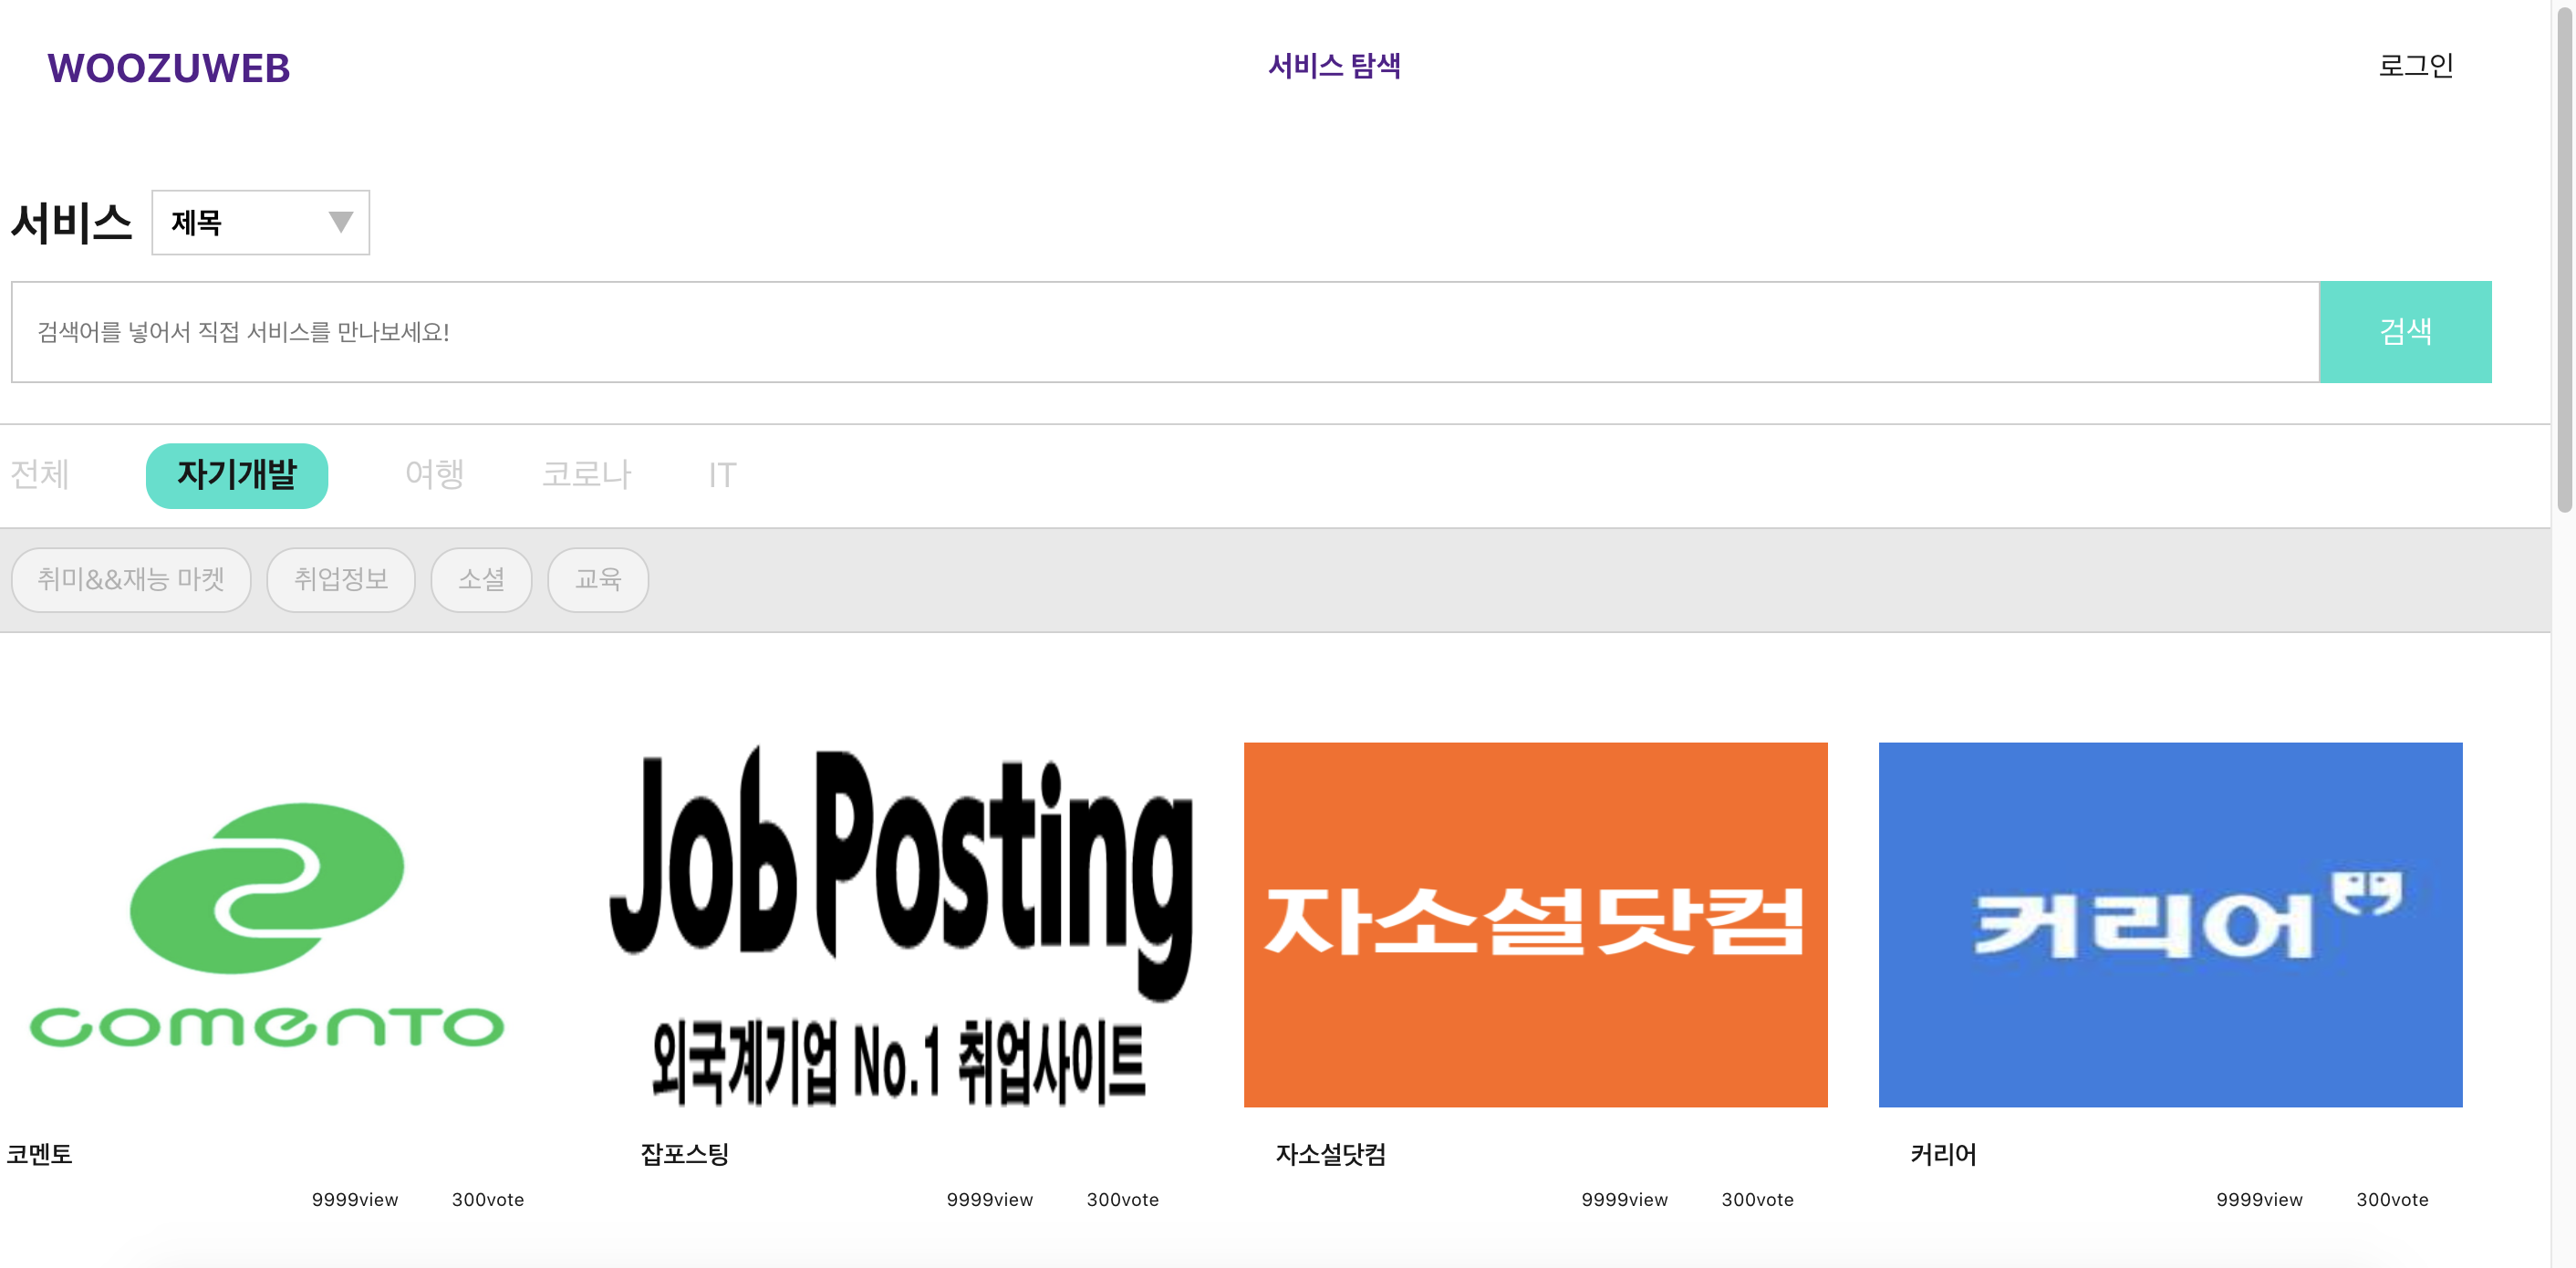 WOOZUWEB 서비스 탐색 로그인
서비스 제목
검색어를 넣어서 직접 서비스를 만나보세요! 검색
전체 자기개발 여행 코로나 IT
취미&&재능 마켓 취업정보 소셜 교육
comento
Job Posting
외국계기업 No.1 취업사이트
자소설닷컴
커리어
코멘토 잡포스팅 자소설닷컴 커리어
9999view 300vote 9999view 300vote 9999view 300vote 9999view 300vote